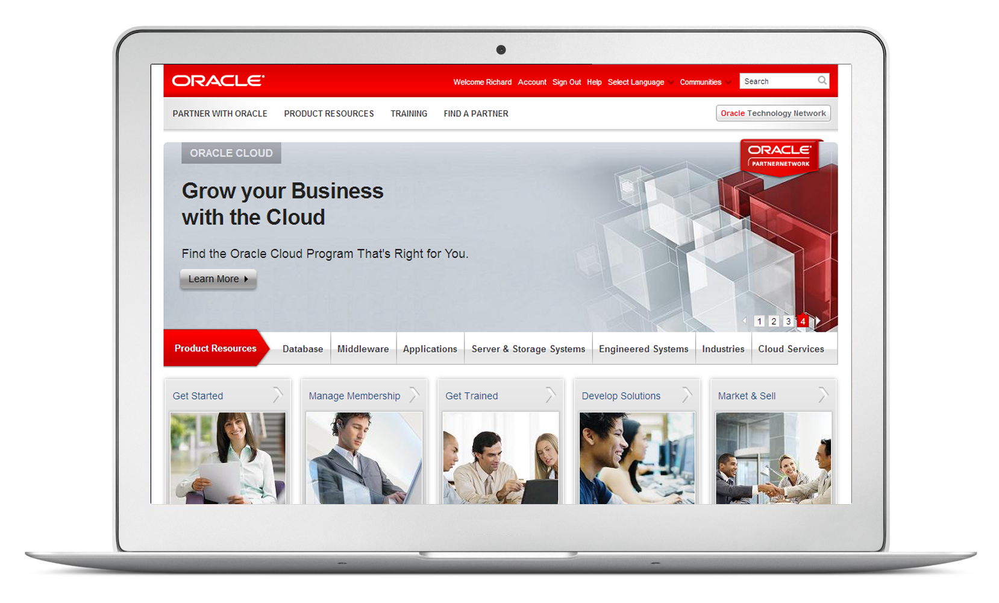 ORACLE
Welcome Richard Account Sign Out Help Select Language Communities Search
PARTNER WITH ORACLE PRODUCT RESOURCES TRAINING FIND A PARTNER Oracle Technology Network
ORACLE CLOUD
ORACLE
PARTNERNETWORK
Grow your Business
with the Cloud
Find the Oracle Cloud Program That's Right for You.
Learn More
1 2 3 4
Product Resources Database Middleware Applications Server & Storage Systems Engineered Systems Industries Cloud Services
Get Started Manage Membership Get Trained Develop Solutions Market & Sell